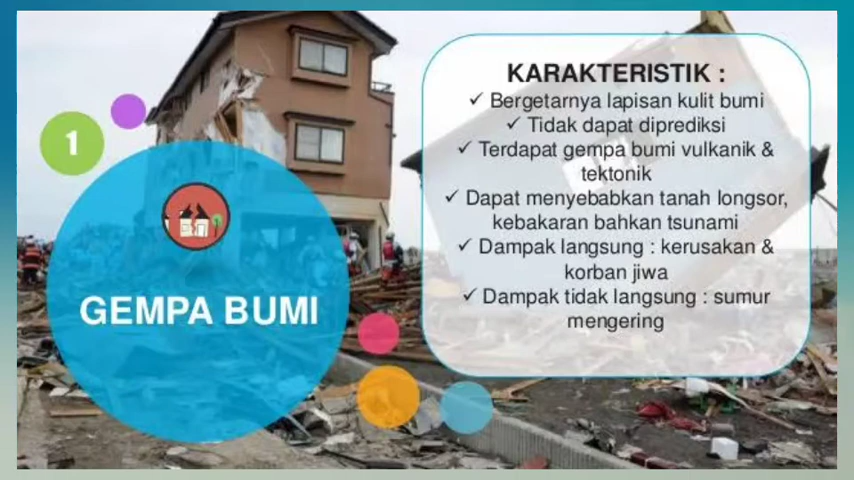 1
GEMPA BUMI
KARAKTERISTIK :
✓ Bergetarnya lapisan kulit bumi
✓ Tidak dapat diprediksi
✓ Terdapat gempa bumi vulkanik &
tektonik
✓ Dapat menyebabkan tanah longsor,
kebakaran bahkan tsunami
✓ Dampak langsung : kerusakan &
korban jiwa
✓ Dampak tidak langsung : sumur
mengering